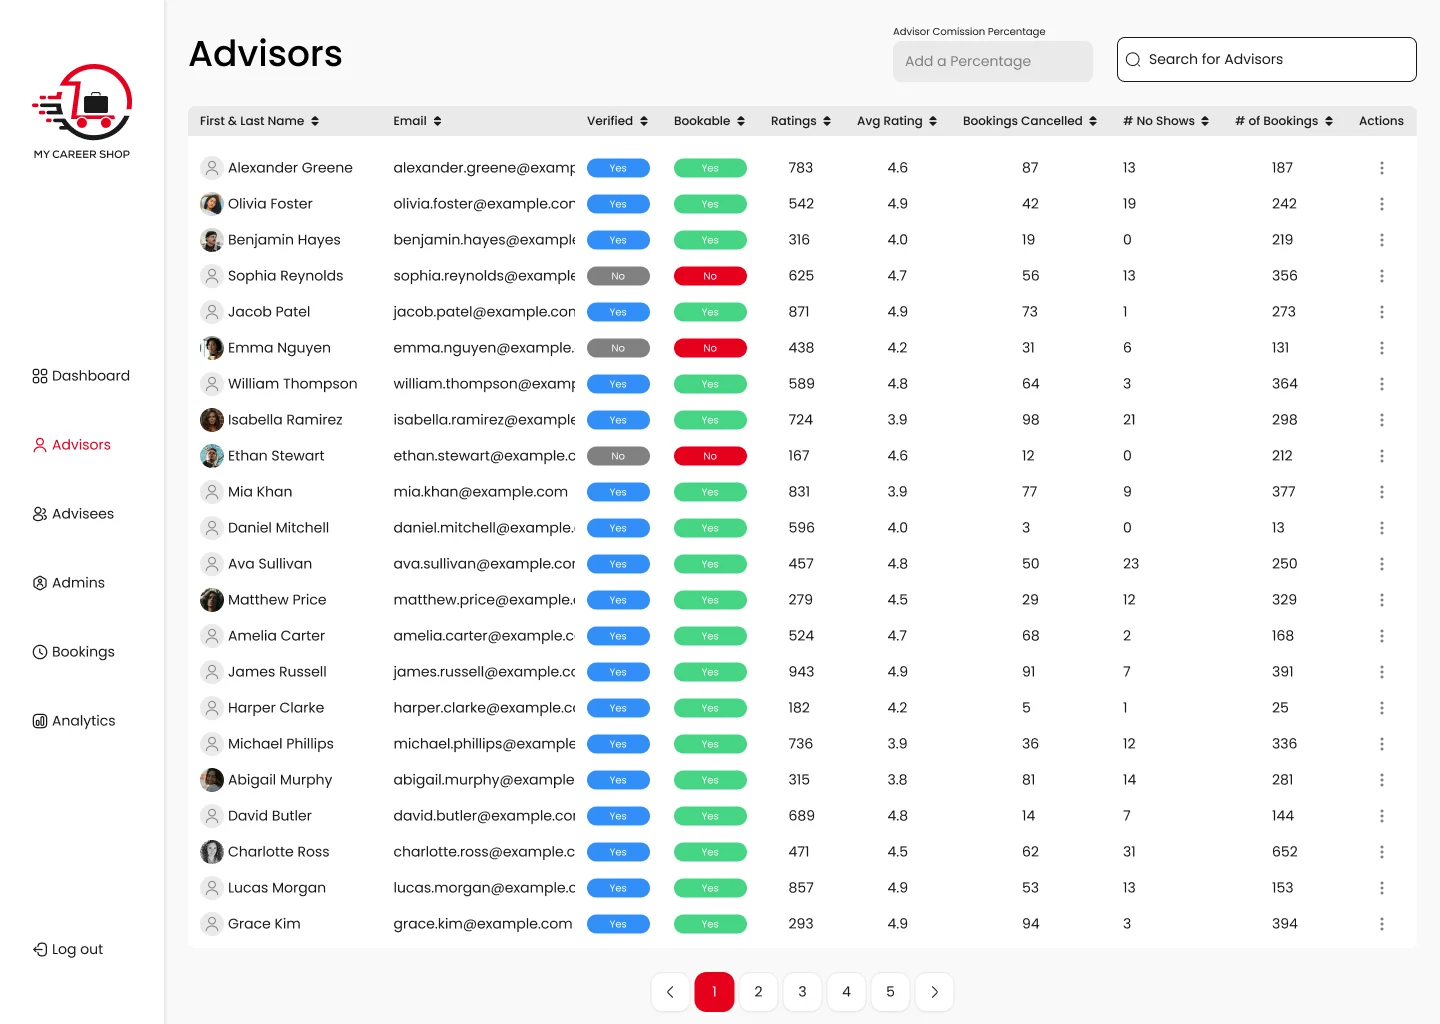 MY CAREER SHOP
Dashboard
Advisors
Advisees
Admins
Bookings
Analytics
Log out
Advisors
Advisor Comission Percentage
Add a Percentage
Search for Advisors
First & Last Name Email Verified Bookable Ratings Avg Rating Bookings Cancelled # No Shows # of Bookings Actions
Alexander Greene alexander.greene@examp Yes Yes 783 4.6 87 13 187
Olivia Foster olivia.foster@example.com Yes Yes 542 4.9 42 19 242
Benjamin Hayes benjamin.hayes@example Yes Yes 316 4.0 19 0 219
Sophia Reynolds sophia.reynolds@example No No 625 4.7 56 13 356
Jacob Patel jacob.patel@example.com Yes Yes 871 4.9 73 1 273
Emma Nguyen emma.nguyen@example. No No 438 4.2 31 6 131
William Thompson william.thompson@examp Yes Yes 589 4.8 64 3 364
Isabella Ramirez isabella.ramirez@example Yes Yes 724 3.9 98 21 298
Ethan Stewart ethan.stewart@example.c No No 167 4.6 12 0 212
Mia Khan mia.khan@example.com Yes Yes 831 3.9 77 9 377
Daniel Mitchell daniel.mitchell@example. Yes Yes 596 4.0 3 0 13
Ava Sullivan ava.sullivan@example.com Yes Yes 457 4.8 50 23 250
Matthew Price matthew.price@example. Yes Yes 279 4.5 29 12 329
Amelia Carter amelia.carter@example.c Yes Yes 524 4.7 68 2 168
James Russell james.russell@example.co Yes Yes 943 4.9 91 7 391
Harper Clarke harper.clarke@example.co Yes Yes 182 4.2 5 1 25
Michael Phillips michael.phillips@example Yes Yes 736 3.9 36 12 336
Abigail Murphy abigail.murphy@example Yes Yes 315 3.8 81 14 281
David Butler david.butler@example.com Yes Yes 689 4.8 14 7 144
Charlotte Ross charlotte.ross@example.c Yes Yes 471 4.5 62 31 652
Lucas Morgan lucas.morgan@example.c Yes Yes 857 4.9 53 13 153
Grace Kim grace.kim@example.com Yes Yes 293 4.9 94 3 394
1 2 3 4 5